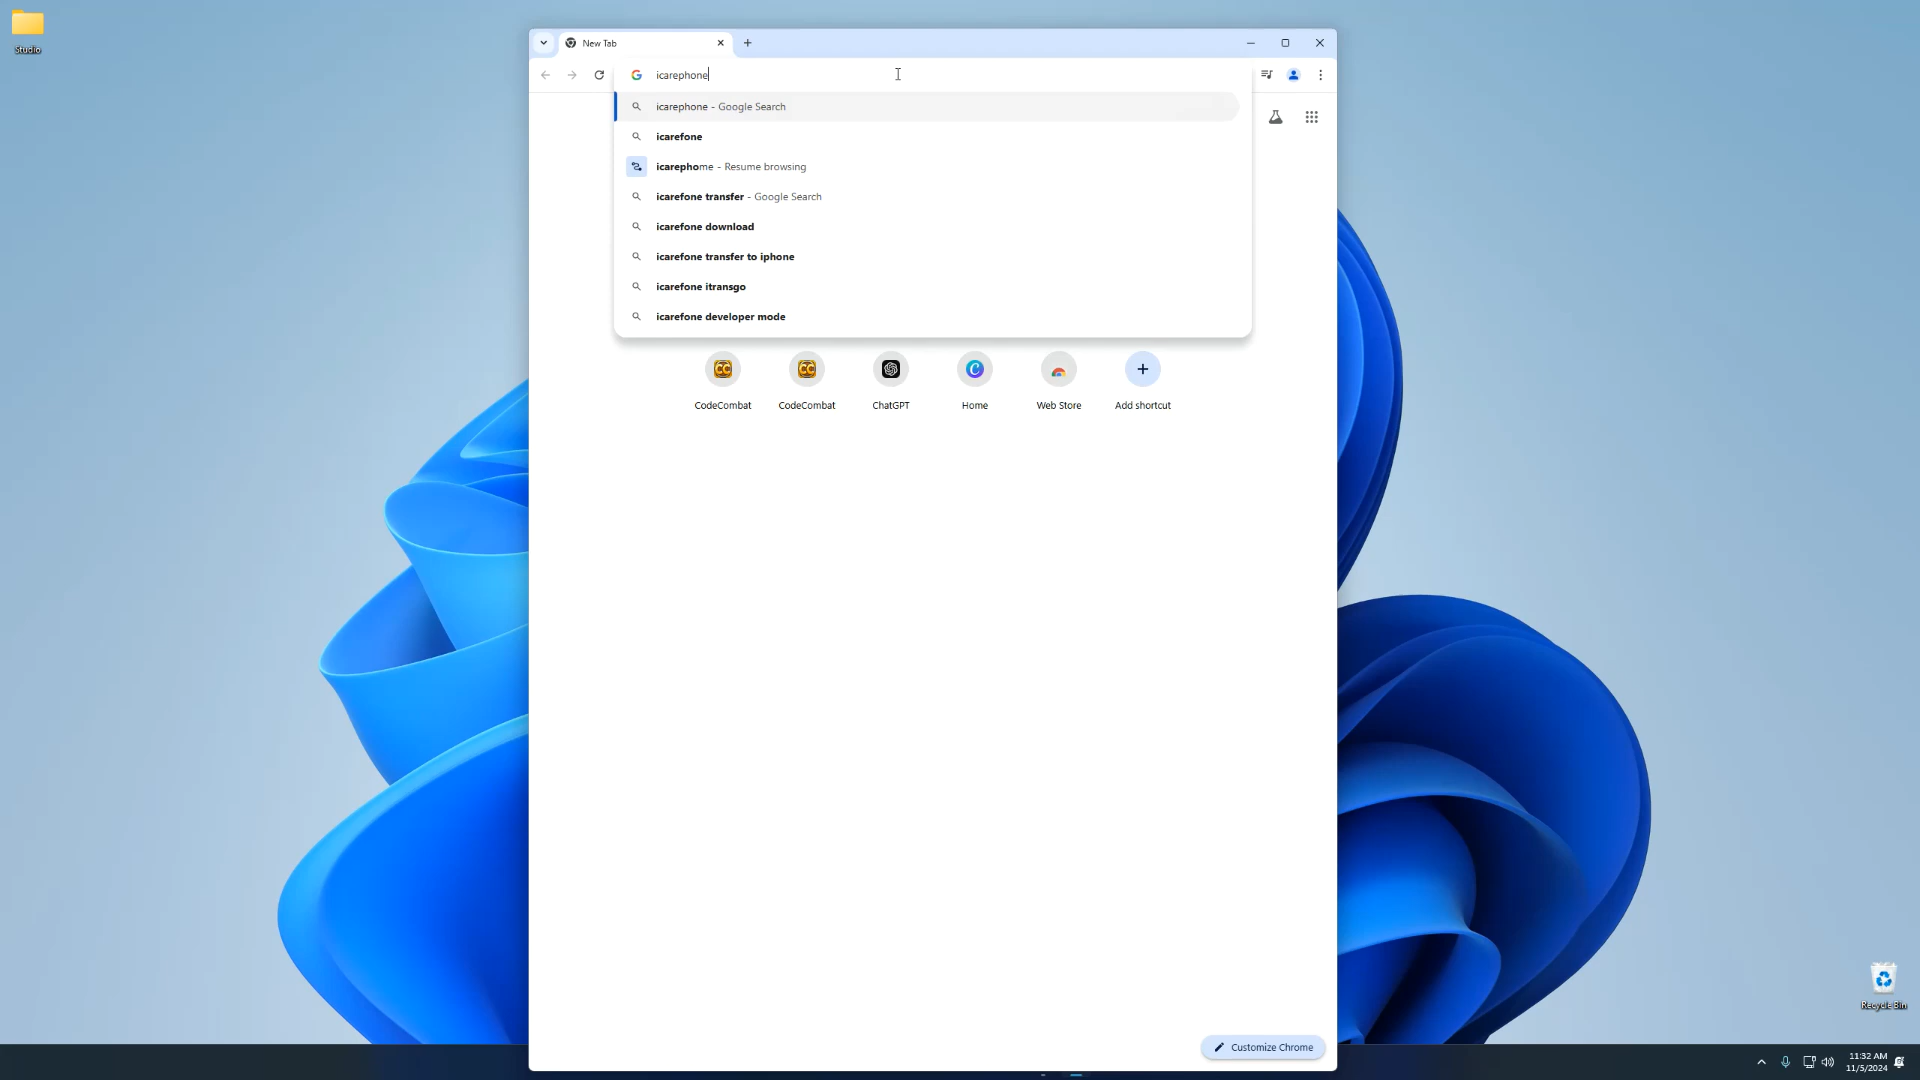 Studio
New Tab
icarephone
icarephone - Google Search
icarefone
icarephome - Resume browsing
icarefone transfer - Google Search
icarefone download
icarefone transfer to iphone
icarefone itransgo
icarefone developer mode
CodeCombat
CodeCombat
ChatGPT
Home
Web Store
Add shortcut
Recycle Bin
Customize Chrome
11:32 AM
11/5/2024